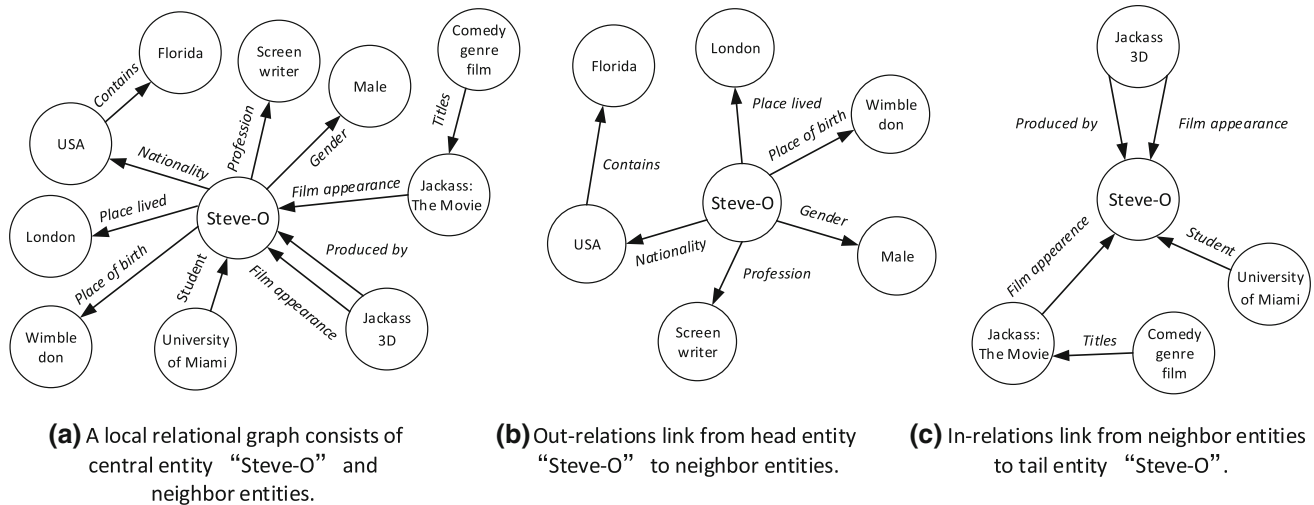 Florida
Screen
writer
Comedy
genre
film
Male
USA
Contains
Profession
Gender
Titles
Nationality
Film appearance
Jackass:
The Movie
Place lived
Steve-O
London
Produced by
Place of birth
Student
Film appearance
Wimble
don
University
of Miami
Jackass
3D
(a) A local relational graph consists of
central entity “Steve-O” and
neighbor entities.
London
Florida
Place lived
Wimble
don
Place of birth
Contains
Steve-O
Gender
USA
Nationality
Male
Profession
Screen
writer
(b) Out-relations link from head entity
“Steve-O” to neighbor entities.
Jackass
3D
Produced by
Film appearance
Steve-O
Student
Film appearence
University
of Miami
Jackass:
The Movie
Titles
Comedy
genre
film
(c) In-relations link from neighbor entities
to tail entity “Steve-O”.